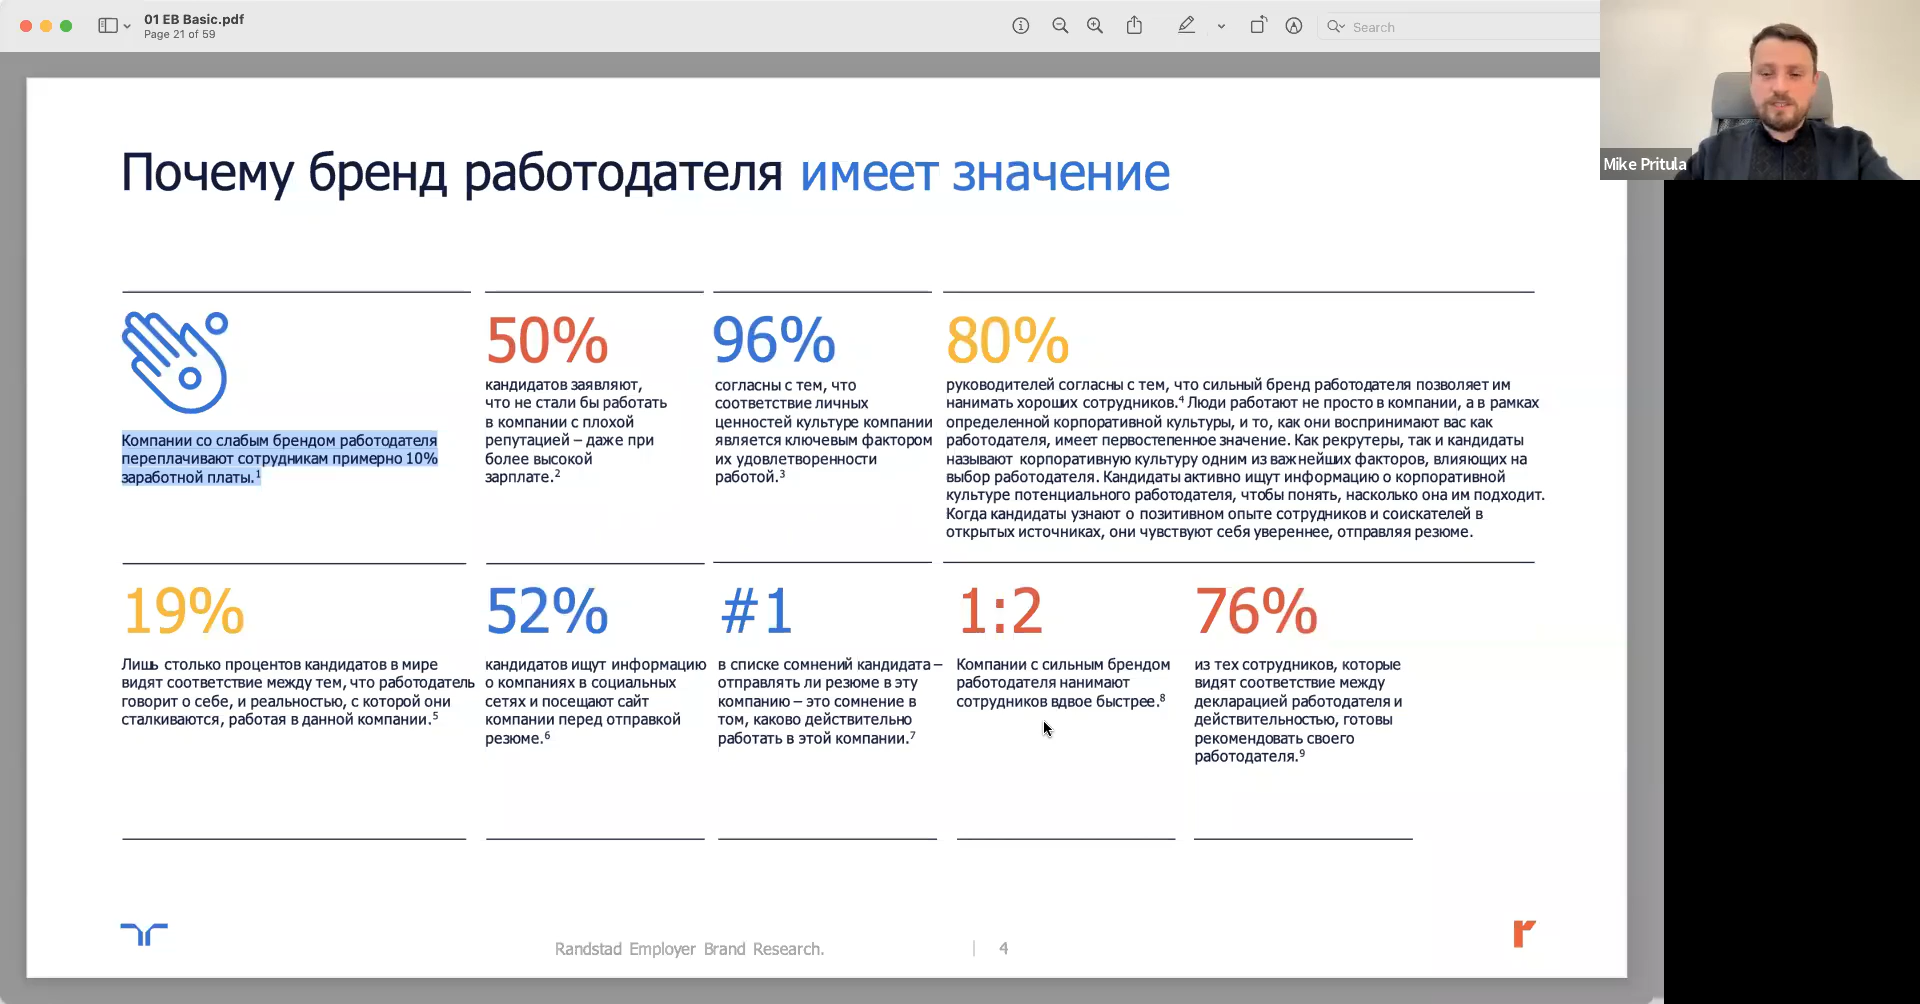 01 EB Basic.pdf
Page 21 of 59
Search
Mike Pritula
Почему бренд работодателя имеет значение
Компании со слабым брендом работодателя
переплачивают сотрудникам примерно 10%
заработной платы.1
50%
кандидатов заявляют,
что не стали бы работать
в компании с плохой
репутацией – даже при
более высокой
зарплате.2
96%
согласны с тем, что
соответствие личных
ценностей культуре компании
является ключевым фактором
их удовлетворенности
работой.3
80%
руководителей согласны с тем, что сильный бренд работодателя позволяет им
нанимать хороших сотрудников.4 Люди работают не просто в компании, а в рамках
определенной корпоративной культуры, и то, как они воспринимают вас как
работодателя, имеет первостепенное значение. Как рекрутеры, так и кандидаты
называют корпоративную культуру одним из важнейших факторов, влияющих на
выбор работодателя. Кандидаты активно ищут информацию о корпоративной
культуре потенциального работодателя, чтобы понять, насколько она им подходит.
Когда кандидаты узнают о позитивном опыте сотрудников и соискателей в
открытых источниках, они чувствуют себя увереннее, отправляя резюме.
19%
Лишь столько процентов кандидатов в мире
видят соответствие между тем, что работодатель
говорит о себе, и реальностью, с которой они
сталкиваются, работая в данной компании.5
52%
кандидатов ищут информацию
о компаниях в социальных
сетях и посещают сайт
компании перед отправкой
резюме.6
#1
в списке сомнений кандидата –
отправлять ли резюме в эту
компанию – это сомнение в
том, каково действительно
работать в этой компании.7
1:2
Компании с сильным брендом
работодателя нанимают
сотрудников вдвое быстрее.8
76%
из тех сотрудников, которые
видят соответствие между
декларацией работодателя и
действительностью, готовы
рекомендовать своего
работодателя.9
Randstad Employer Brand Research.
4